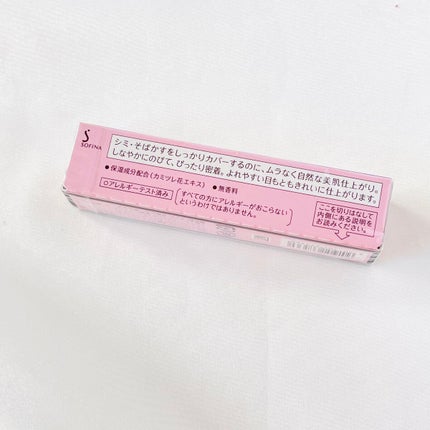 S
SOFINA
シミ・そばかすをしっかりカバーするのに、ムラなく自然な美肌仕上がり。
しなやかにのびて、ぴったり密着。よれやすい目もともきれいに仕上がります。
●保湿成分配合(カミツレ花エキス) ●無香料
○アレルギーテスト済み
すべての方にアレルギーがおこらない
というわけではありません。
ここを切りはなして
内側にある説明を
お読みください。